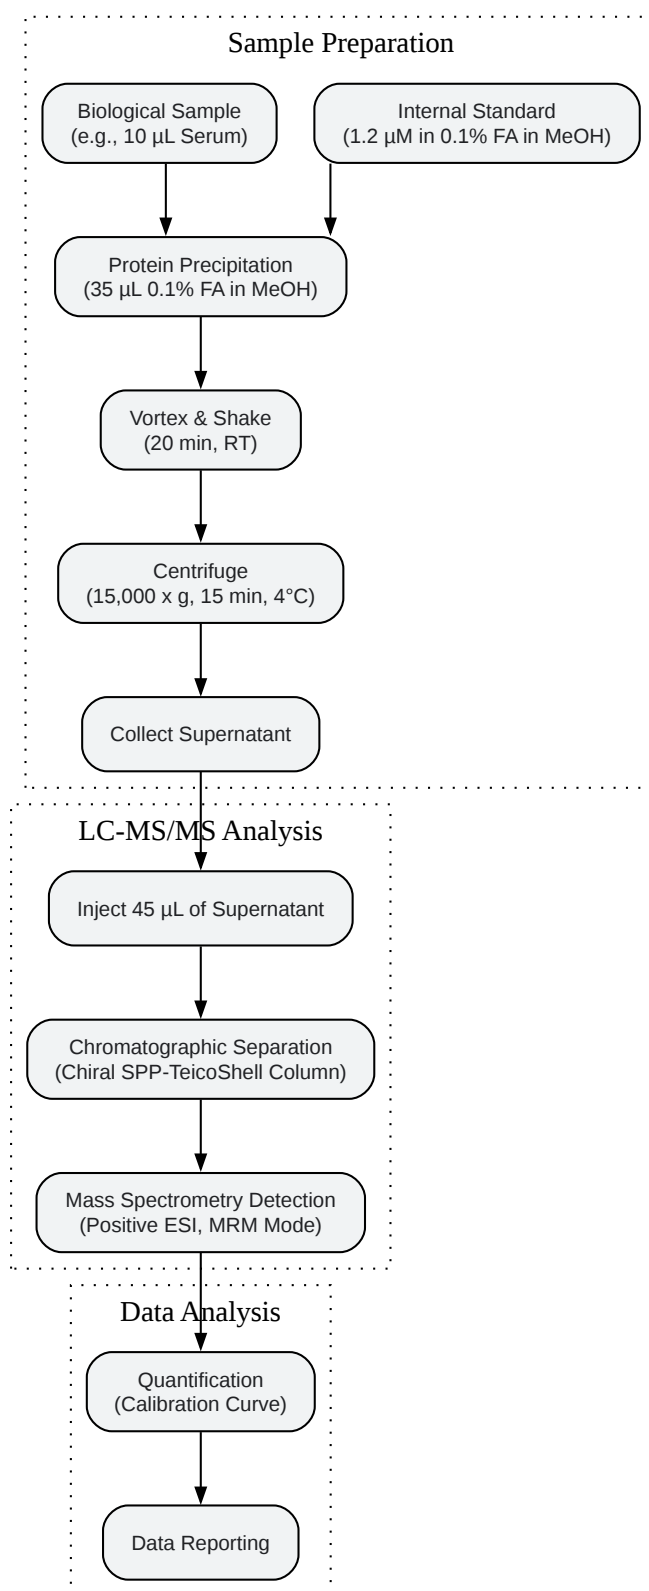 Sample Preparation
Biological Sample
(e.g., 10 µL Serum)
Internal Standard
(1.2 µM in 0.1% FA in MeOH)
Protein Precipitation
(35 µL 0.1% FA in MeOH)
Vortex & Shake
(20 min, RT)
Centrifuge
(15,000 x g, 15 min, 4°C)
Collect Supernatant
LC-MS/MS Analysis
Inject 45 µL of Supernatant
Chromatographic Separation
(Chiral SPP-TeicoShell Column)
Mass Spectrometry Detection
(Positive ESI, MRM Mode)
Data Analysis
Quantification
(Calibration Curve)
Data Reporting